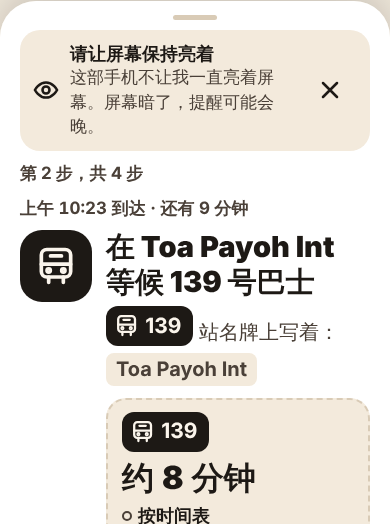 请让屏幕保持亮着
这部手机不让我一直亮着屏
幕。屏幕暗了，提醒可能会
晚。
第 2 步，共 4 步
上午 10:23 到达 · 还有 9 分钟
在 Toa Payoh Int
等候 139 号巴士
139 站名牌上写着：
Toa Payoh Int
139
约 8 分钟
按时间表